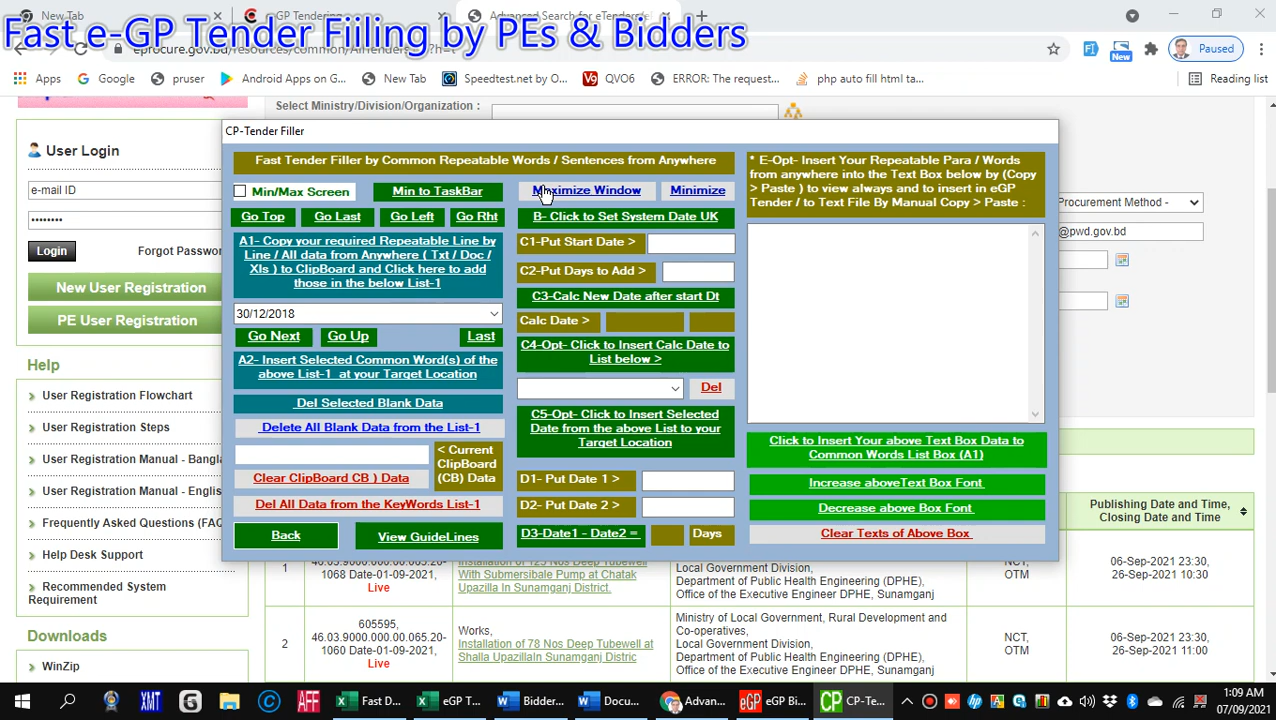 New Tab
eGP Tendering
Advanced Search for eTender/e
Fast e-GP Tender Fiiling by PEs & Bidders
eprocure.gov.bd/resources/common/AllTenders
Paused
Apps
Google
pruser
Android Apps on G...
New Tab
Speedtest.net by O...
QVO6
ERROR: The request...
php auto fill html ta...
Reading list
New
Select Ministry/Division/Organization :
User Login
e-mail ID
Login
Forgot Passwor
New User Registration
PE User Registration
Help
User Registration Flowchart
User Registration Steps
User Registration Manual - Bangla
User Registration Manual - English
Frequently Asked Questions (FAQ
Help Desk Support
Recommended System
Requirement
Downloads
WinZip
CP-Tender Filler
Fast Tender Filler by Common Repeatable Words / Sentences from Anywhere
Min/Max Screen
Min to TaskBar
Maximize Window
Minimize
Go Top
Go Last
Go Left
Go Rht
B- Click to Set System Date UK
A1- Copy your required Repeatable Line by
Line / All data from Anywhere ( Txt / Doc /
Xls ) to ClipBoard and Click here to add
those in the below List-1
C1-Put Start Date >
C2-Put Days to Add >
C3-Calc New Date after start Dt
30/12/2018
Calc Date >
Go Next
Go Up
Last
C4-Opt- Click to Insert Calc Date to
List below >
A2- Insert Selected Common Word(s) of the
above List-1 at your Target Location
Del
Del Selected Blank Data
Delete All Blank Data from the List-1
C5-Opt- Click to Insert Selected
Date from the above List to your
Target Location
< Current
ClipBoard
(CB) Data
Clear ClipBoard CB ) Data
D1- Put Date 1 >
Del All Data from the KeyWords List-1
D2- Put Date 2 >
Back
View GuideLines
D3-Date1 - Date2 =
Days
* E-Opt- Insert Your Repeatable Para / Words
from anywhere into the Text Box below by (Copy
> Paste ) to view always and to insert in eGP
Tender / to Text File By Manual Copy > Paste :
Click to Insert Your above Text Box Data to
Common Words List Box (A1)
Increase aboveText Box Font
Decrease above Box Font
Clear Texts of Above Box
Procurement Method -
@pwd.gov.bd
Publishing Date and Time,
Closing Date and Time
1
46.03.9000.000.00.065.20-
1068 Date-01-09-2021,
Live
Installation of 125 Nos Deep Tubewell
With Submersibale Pump at Chatak
Upazilla In Sunamganj District.
Local Government Division,
Department of Public Health Engineering (DPHE),
Office of the Executive Engineer DPHE, Sunamganj
NCT,
OTM
06-Sep-2021 23:30,
26-Sep-2021 10:30
2
605595,
46.03.9000.000.00.065.20-
1060 Date-01-09-2021,
Live
Works,
Installation of 78 Nos Deep Tubewell at
Shalla UpazillaIn Sunamganj Distric
Ministry of Local Government, Rural Development and
Co-operatives,
Local Government Division,
Department of Public Health Engineering (DPHE),
Office of the Executive Engineer DPHE, Sunamganj
NCT,
OTM
06-Sep-2021 23:30,
26-Sep-2021 11:00
XMT
AFF
Fast D...
eGP T...
Bidder...
Docu...
Advan...
eGP
eGP Bi...
CP
CP-Te...
1:09 AM
07/09/2021